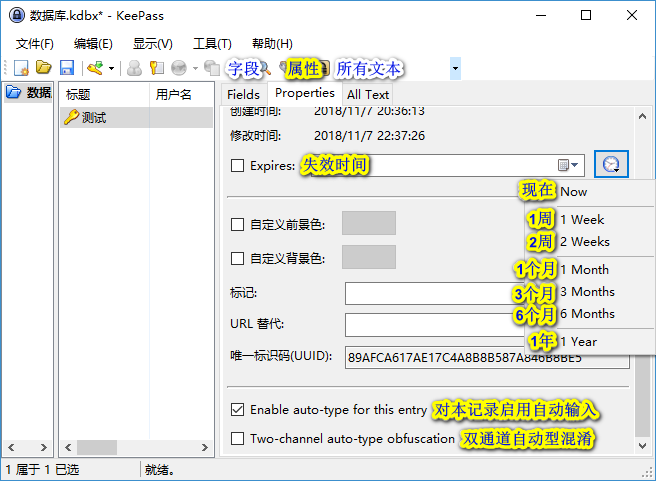 数据库.kdbx* - KeePass
文件(F) 编辑(E) 显示(V) 工具(T) 帮助(H)
字段 属性 所有文本
数据
标题 用户名
测试
Fields Properties All Text
创建时间: 2018/11/7 20:36:13
修改时间: 2018/11/7 22:37:26
Expires: 失效时间
现在 Now
1周 1 Week
2周 2 Weeks
1个月 1 Month
3个月 3 Months
6个月 6 Months
1年 1 Year
自定义前景色:
自定义背景色:
标记:
URL 替代:
唯一标识码(UUID): 89AFCA617AE17C4A8B8B587A846B8BE5
Enable auto-type for this entry 对本记录启用自动输入
Two-channel auto-type obfuscation 双通道自动型混淆
1 属于 1 已选 就绪。